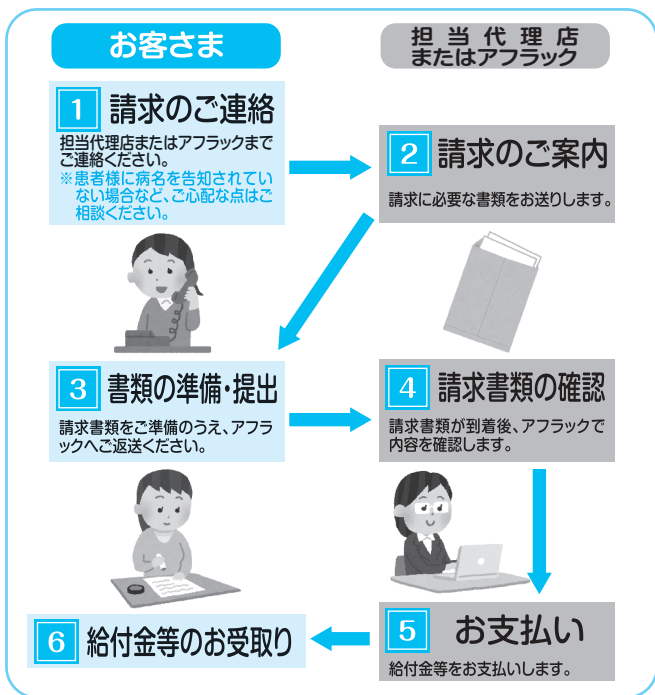 お客さま
担当代理店
またはアフラック
1 請求のご連絡
担当代理店またはアフラックまで
ご連絡ください。
※患者様に病名を告知されてい
ない場合など、ご心配な点はご
相談ください。
2 請求のご案内
請求に必要な書類をお送りします。
3 書類の準備・提出
請求書類をご準備のうえ、アフラ
ックへご返送ください。
4 請求書類の確認
請求書類が到着後、アフラックで
内容を確認します。
5 お支払い
給付金等をお支払いします。
6 給付金等のお受取り